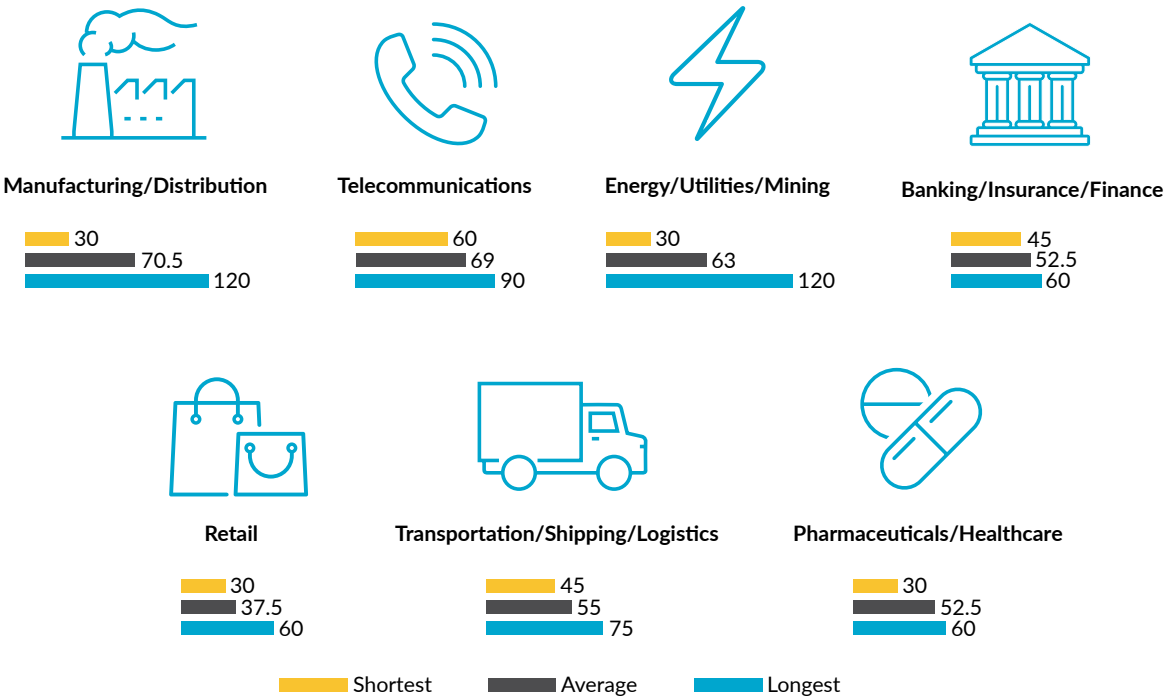 Manufacturing/Distribution
30
70.5
120
Telecommunications
60
69
90
Energy/Utilities/Mining
30
63
120
Banking/Insurance/Finance
45
52.5
60
Retail
30
37.5
60
Transportation/Shipping/Logistics
45
55
75
Pharmaceuticals/Healthcare
30
52.5
60
Shortest
Average
Longest